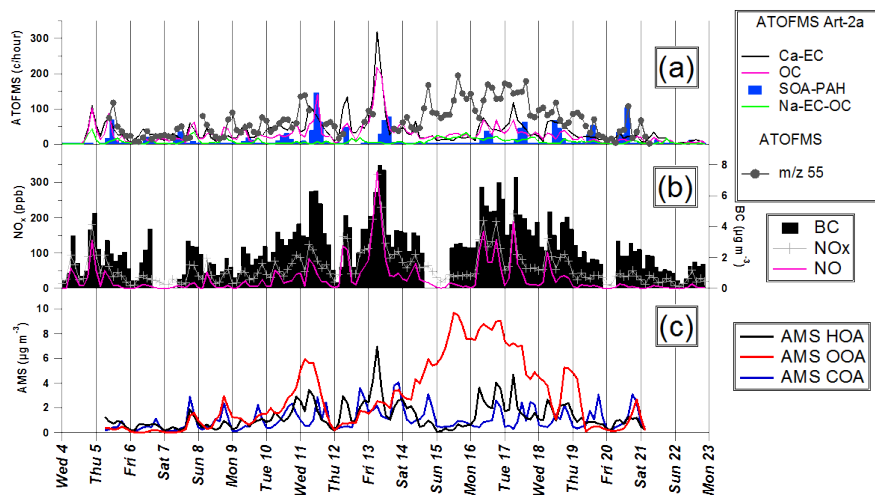 ATOFMS Art-2a
Ca-EC
OC
SOA-PAH
Na-EC-OC
ATOFMS
m/z 55
BC
NOx
NO
AMS HOA
AMS OOA
AMS COA
(a)
ATOFMS (c/hour)
300
200
100
0
(b)
NOx (ppb)
300
200
100
0
8
6
4
2
0
BC (µg m-3)
(c)
AMS (µg m-3)
10
8
6
4
2
0
Wed 4
Thu 5
Fri 6
Sat 7
Sun 8
Mon 9
Tue 10
Wed 11
Thu 12
Fri 13
Sat 14
Sun 15
Mon 16
Tue 17
Wed 18
Thu 19
Fri 20
Sat 21
Sun 22
Mon 23